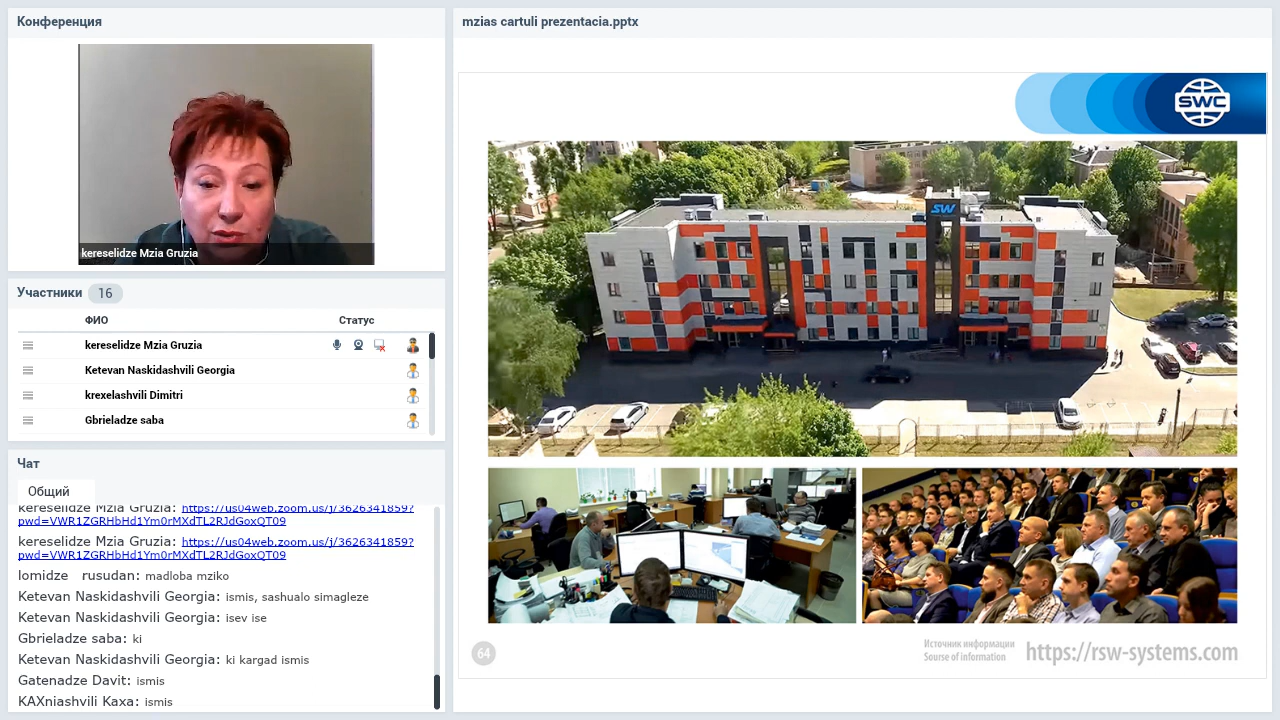 Конференция
kereselidze Mzia Gruzia
Участники 16
ФИО Статус
kereselidze Mzia Gruzia
Ketevan Naskidashvili Georgia
krexelashvili Dimitri
Gbrieladze saba
Чат
Общий
kereselidze Mzia Gruzia: https://us04web.zoom.us/j/3626341859?
pwd=VWR1ZGRHbHd1Ym0rMXdTL2RJdGoxQT09
kereselidze Mzia Gruzia: https://us04web.zoom.us/j/3626341859?
pwd=VWR1ZGRHbHd1Ym0rMXdTL2RJdGoxQT09
lomidze rusudan: madloba mziko
Ketevan Naskidashvili Georgia: ismis, sashualo simagleze
Ketevan Naskidashvili Georgia: isev ise
Gbrieladze saba: ki
Ketevan Naskidashvili Georgia: ki kargad ismis
Gatenadze Davit: ismis
KAXniashvili Kaxa: ismis
mzias cartuli prezentacia.pptx
SWC
SW
64
Источник информации
Sourse of information
https://rsw-systems.com